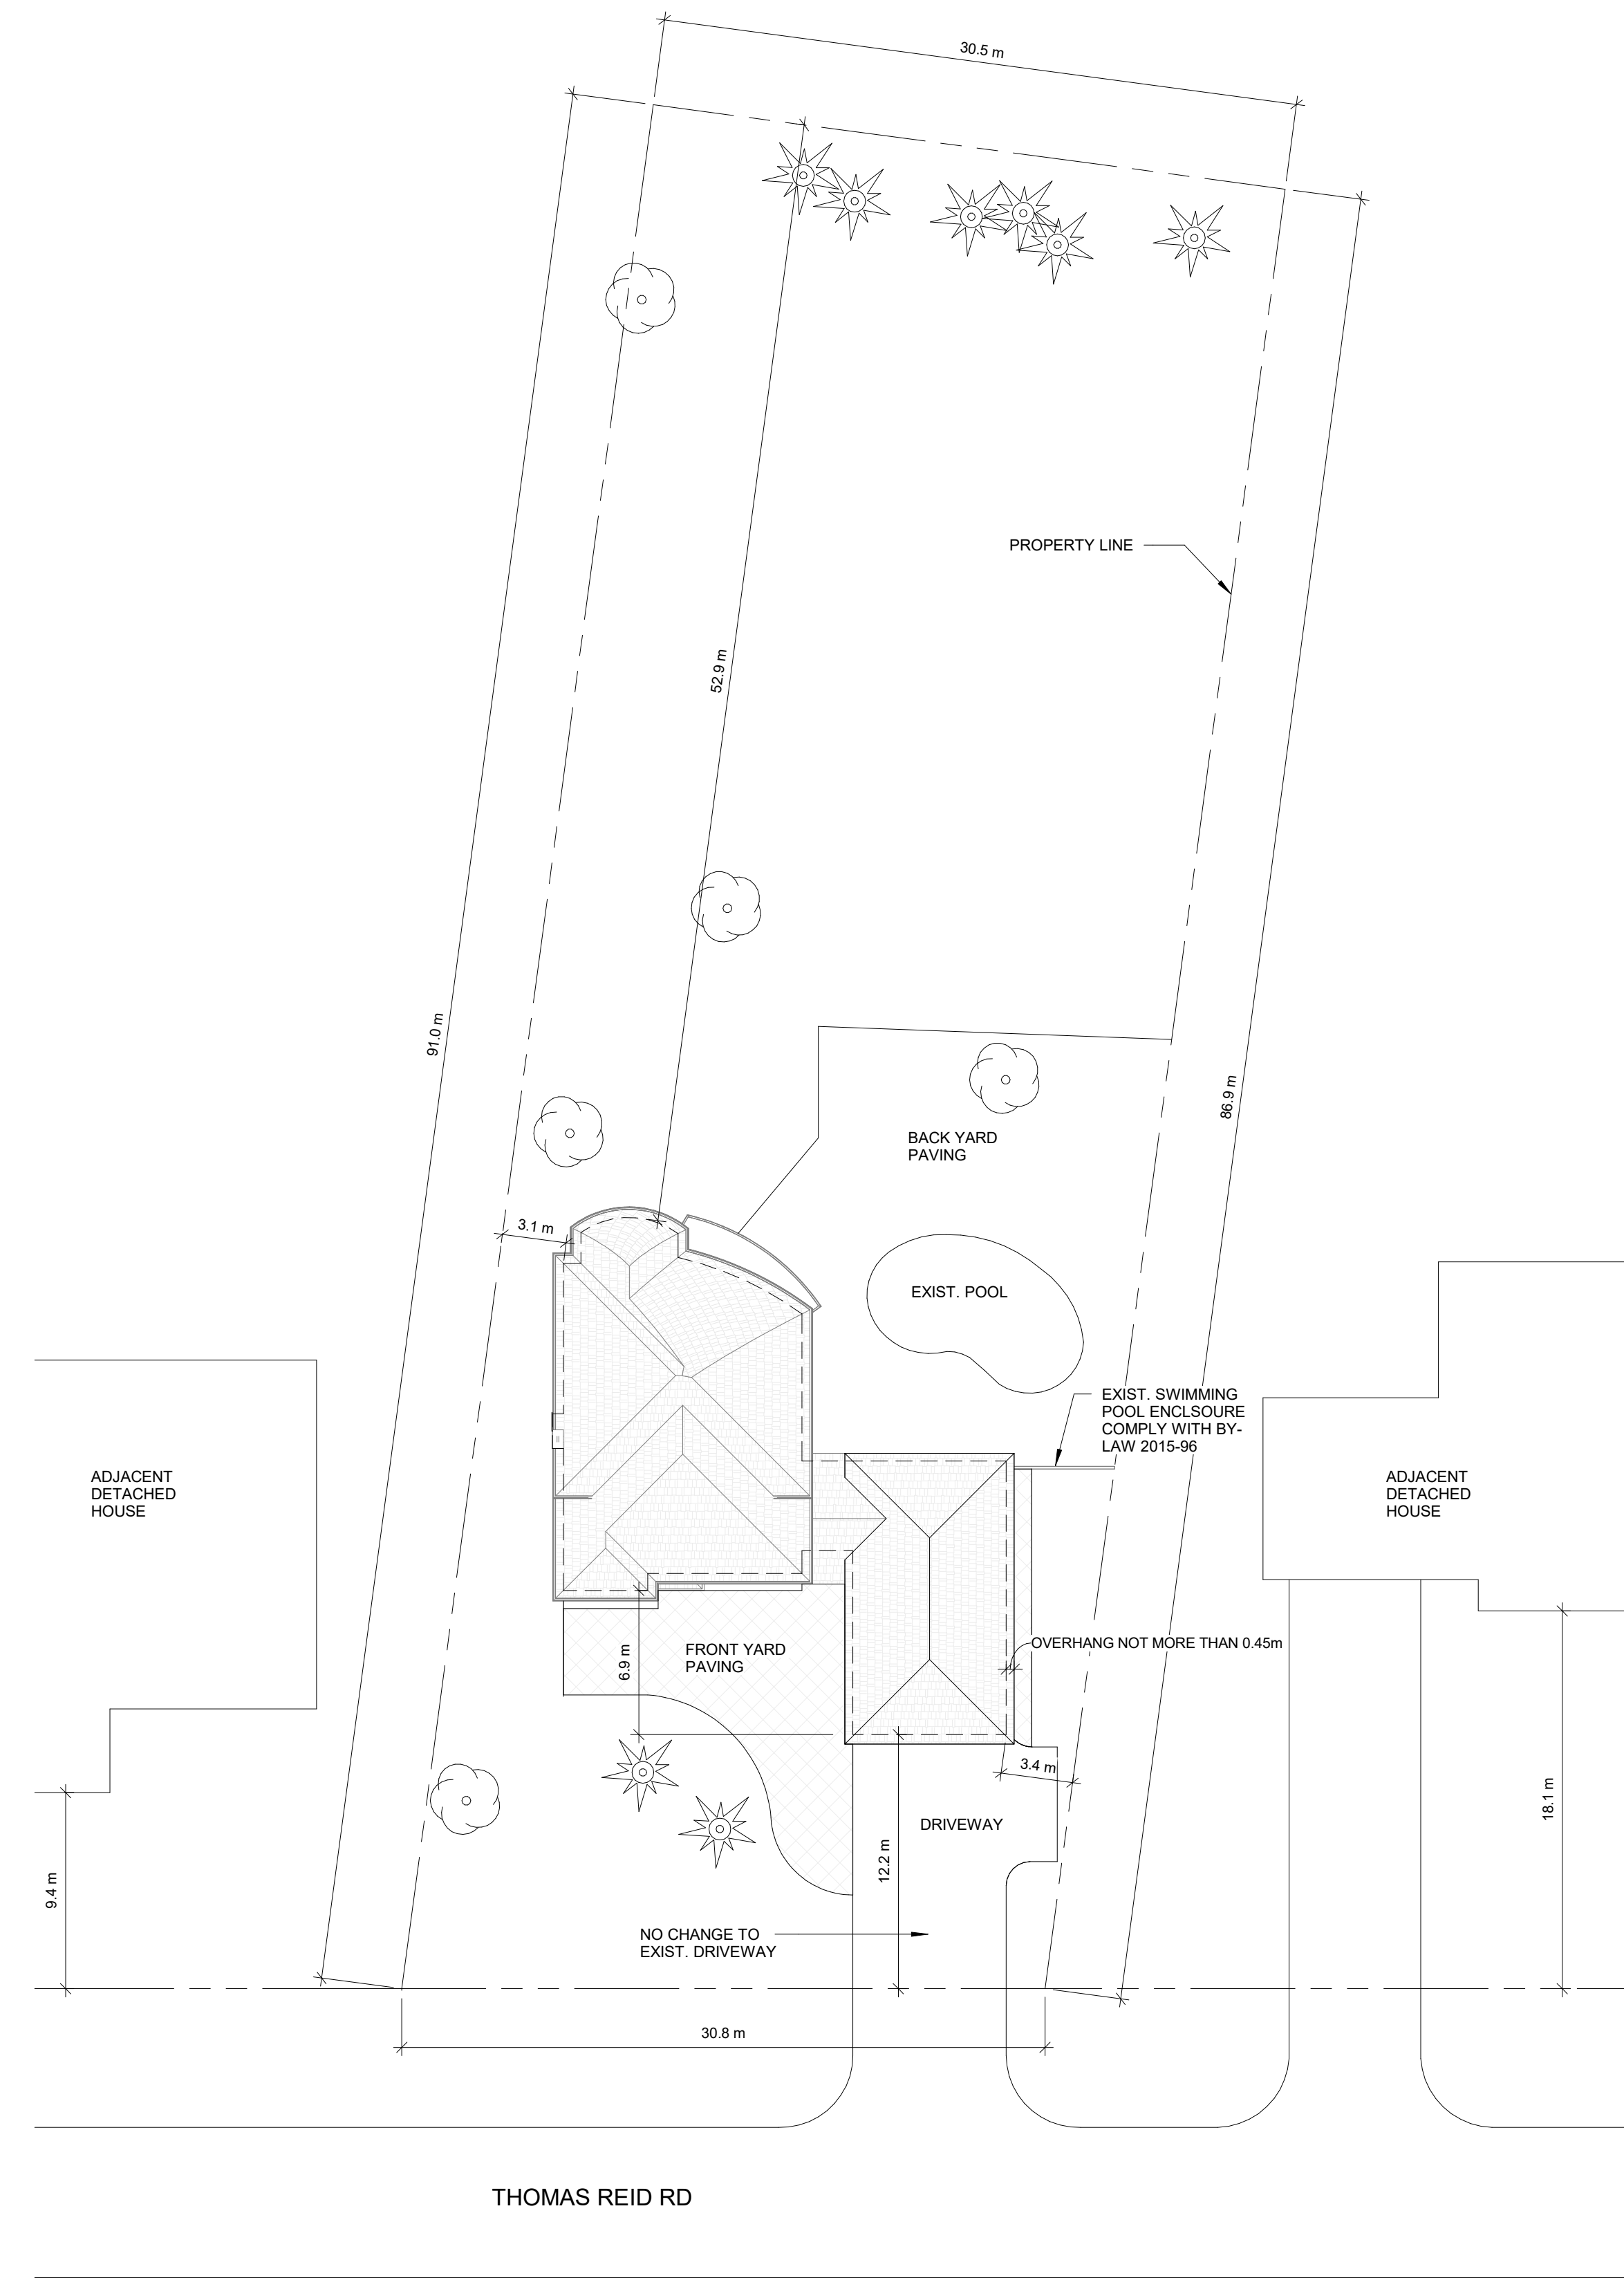 30.5 m
PROPERTY LINE
52.9 m
91.0 m
86.9 m
BACK YARD
PAVING
3.1 m
EXIST. POOL
EXIST. SWIMMING
POOL ENCLSOURE
COMPLY WITH BY-
LAW 2015-96
ADJACENT
DETACHED
HOUSE
ADJACENT
DETACHED
HOUSE
OVERHANG NOT MORE THAN 0.45m
FRONT YARD
PAVING
6.9 m
3.4 m
18.1 m
DRIVEWAY
12.2 m
9.4 m
NO CHANGE TO
EXIST. DRIVEWAY
30.8 m
THOMAS REID RD